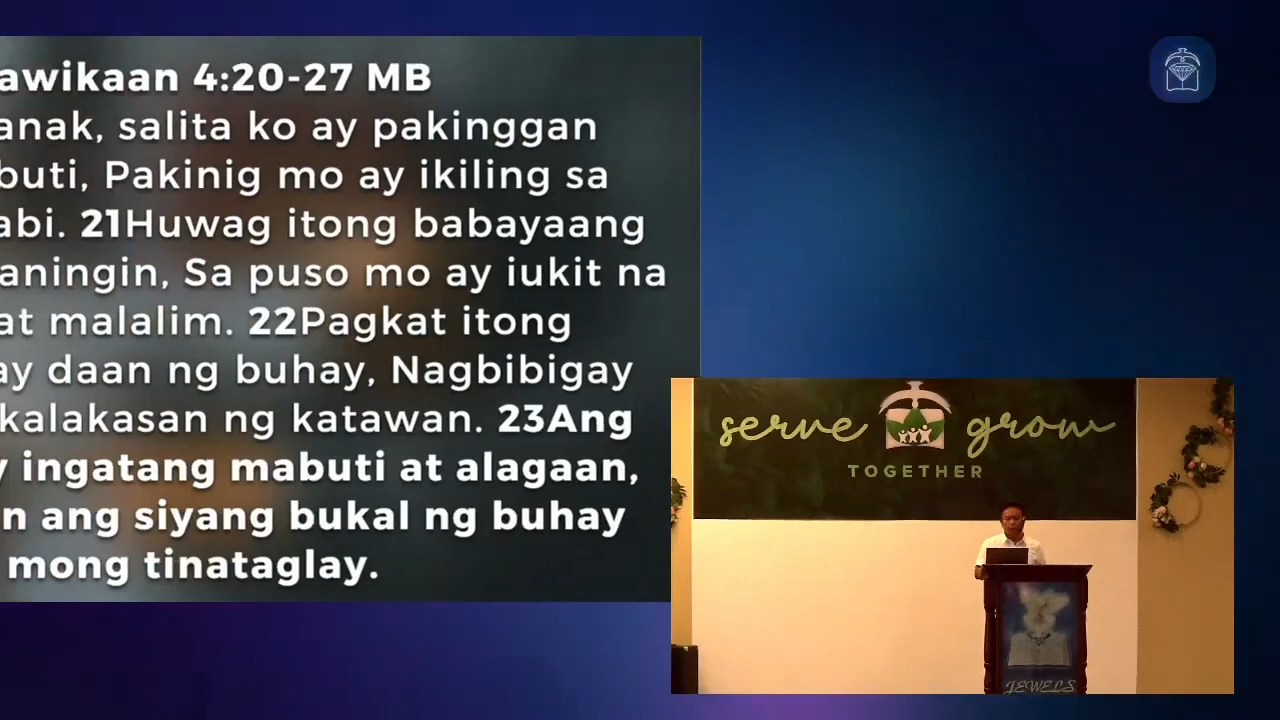 awikaan 4:20-27 MB
anak, salita ko ay pakinggan
buti, Pakinig mo ay ikiling sa
abi. 21Huwag itong babayaang
aningin, Sa puso mo ay iukit na
at malalim. 22Pagkat itong
ay daan ng buhay, Nagbibigay
kalakasan ng katawan. 23Ang
y ingatang mabuti at alagaan,
n ang siyang bukal ng buhay
mong tinataglay.
serve grow
TOGETHER
JEWELS